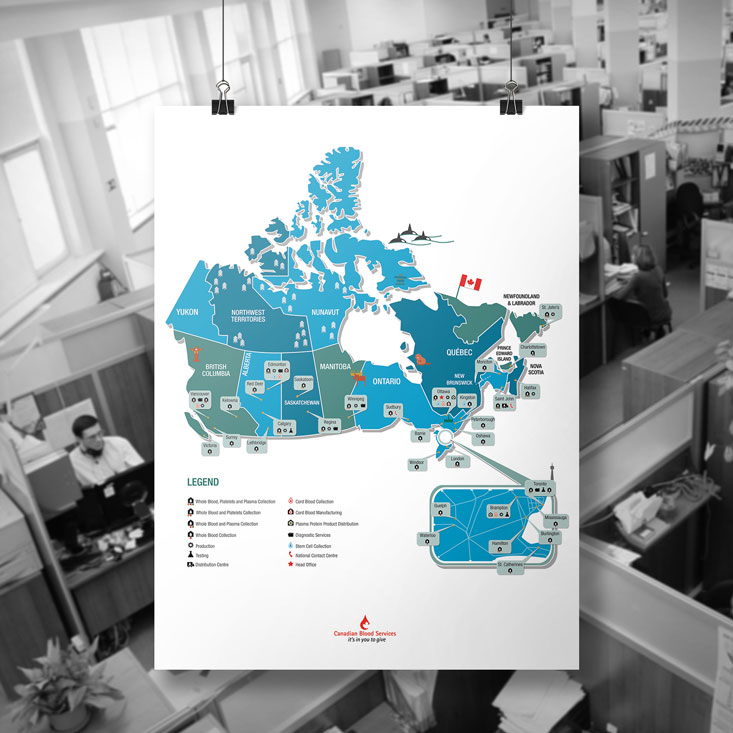 NEWFOUNDLAND
& LABRADOR
St. John's
YUKON
NORTHWEST
TERRITORIES
NUNAVUT
Charlottetown
QUÉBEC
PRINCE
EDWARD
ISLAND
Moncton
NOVA
SCOTIA
BRITISH
COLUMBIA
ALBERTA
Edmonton
MANITOBA
ONTARIO
NEW
BRUNSWICK
Red Deer
Saskatoon
Vancouver
Kelowna
SASKATCHEWAN
Winnipeg
Sudbury
Ottawa
Kingston
Saint John
Halifax
Calgary
Regina
Peterborough
Victoria
Surrey
Lethbridge
Barrie
Oshawa
Windsor
London
LEGEND
Whole Blood, Platelets and Plasma Collection
Whole Blood and Platelets Collection
Whole Blood and Plasma Collection
Whole Blood Collection
Production
Testing
Distribution Centre
Cord Blood Collection
Cord Blood Manufacturing
Plasma Protein Product Distribution
Diagnostic Services
Stem Cell Collection
National Contact Centre
Head Office
Toronto
Guelph
Brampton
Mississauga
Waterloo
Hamilton
Burlington
St. Catharines
Canadian Blood Services
it's in you to give